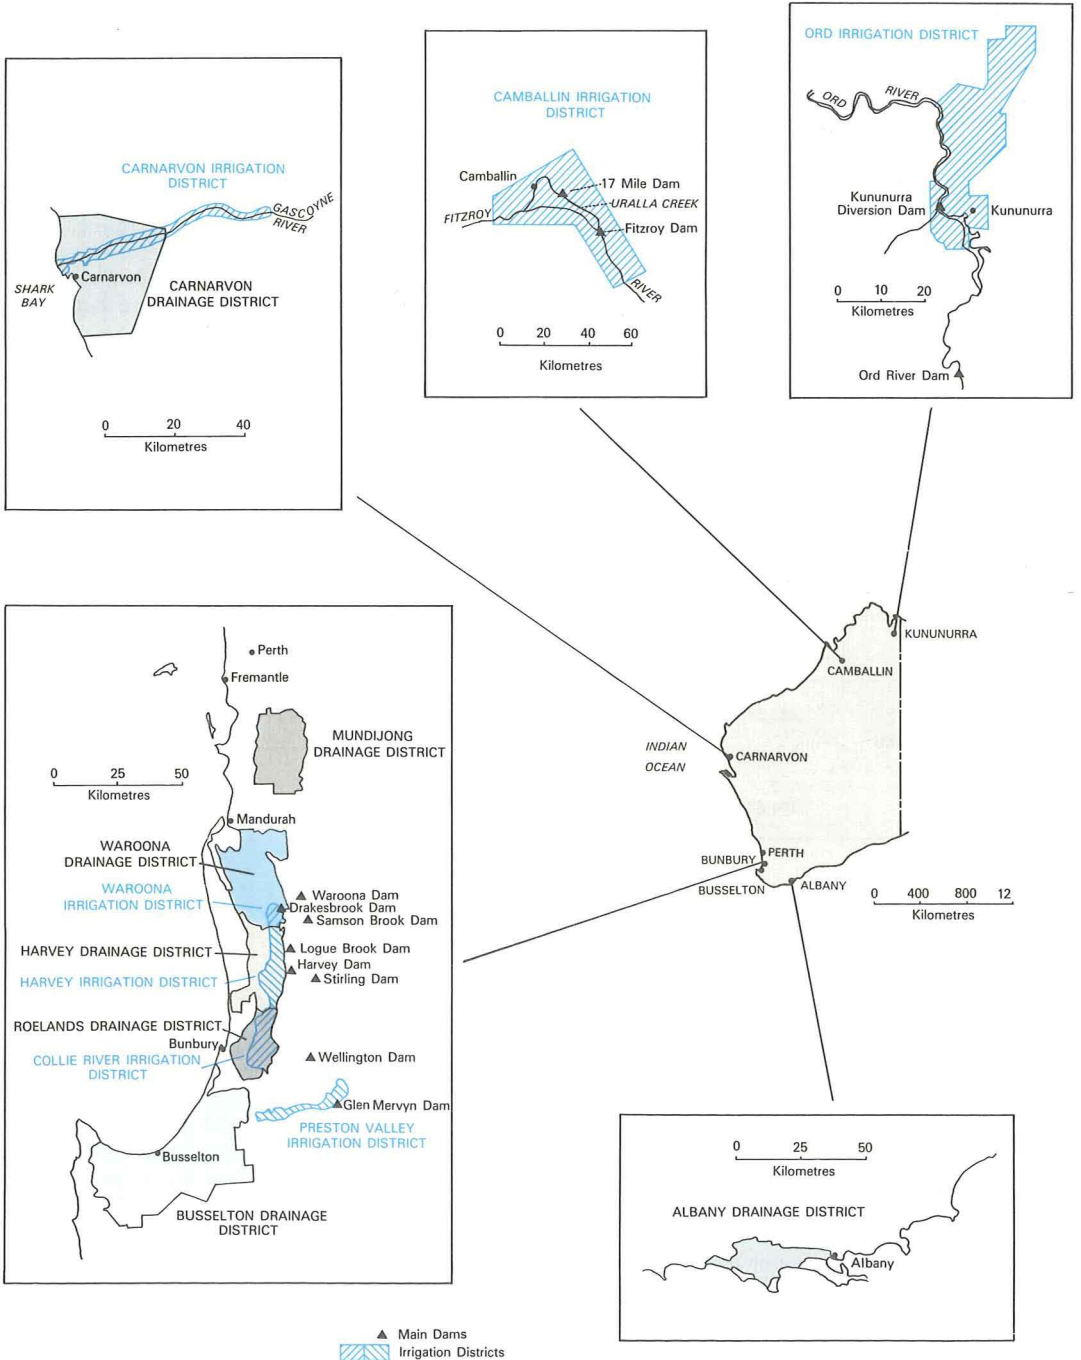 ORD IRRIGATION DISTRICT
ORD RIVER
Kununurra
Diversion Dam
Kununurra
0 10 20
Kilometres
Ord River Dam
CAMBALLIN IRRIGATION
DISTRICT
Camballin
17 Mile Dam
URALLA CREEK
FITZROY
Fitzroy Dam
RIVER
0 20 40 60
Kilometres
CARNARVON IRRIGATION
DISTRICT
GASCOYNE
RIVER
Carnarvon
SHARK
BAY
CARNARVON
DRAINAGE DISTRICT
0 20 40
Kilometres
KUNUNURRA
CAMBALLIN
INDIAN
OCEAN
CARNARVON
PERTH
BUNBURY
BUSSELTON
ALBANY
0 400 800 12
Kilometres
Perth
Fremantle
MUNDIJONG
DRAINAGE DISTRICT
0 25 50
Kilometres
Mandurah
WAROONA
DRAINAGE DISTRICT
WAROONA
IRRIGATION DISTRICT
Waroona Dam
Drakesbrook Dam
Samson Brook Dam
HARVEY DRAINAGE DISTRICT
Logue Brook Dam
Harvey Dam
HARVEY IRRIGATION DISTRICT
Stirling Dam
ROELANDS DRAINAGE DISTRICT
Bunbury
COLLIE RIVER IRRIGATION
DISTRICT
Wellington Dam
Glen Mervyn Dam
PRESTON VALLEY
IRRIGATION DISTRICT
Busselton
BUSSELTON DRAINAGE
DISTRICT
0 25 50
Kilometres
ALBANY DRAINAGE DISTRICT
Albany
Main Dams
Irrigation Districts